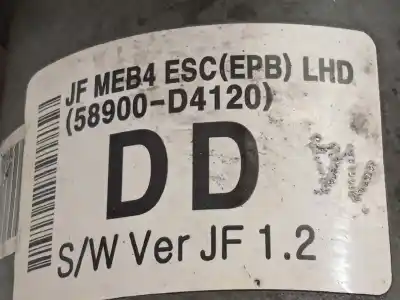 JF MEB4 ESC(EPB) LHD
(58900-D4120)
DD
S/W Ver JF 1.2